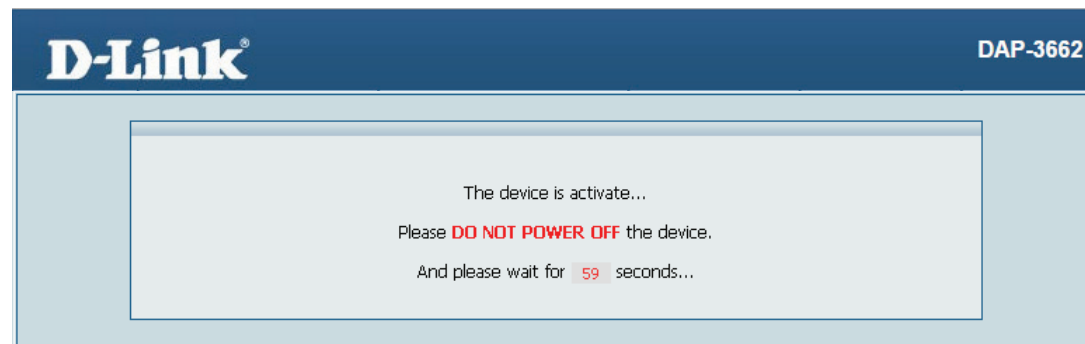 D-Link®
DAP-3662
The device is activate...
Please DO NOT POWER OFF the device.
And please wait for 59 seconds...